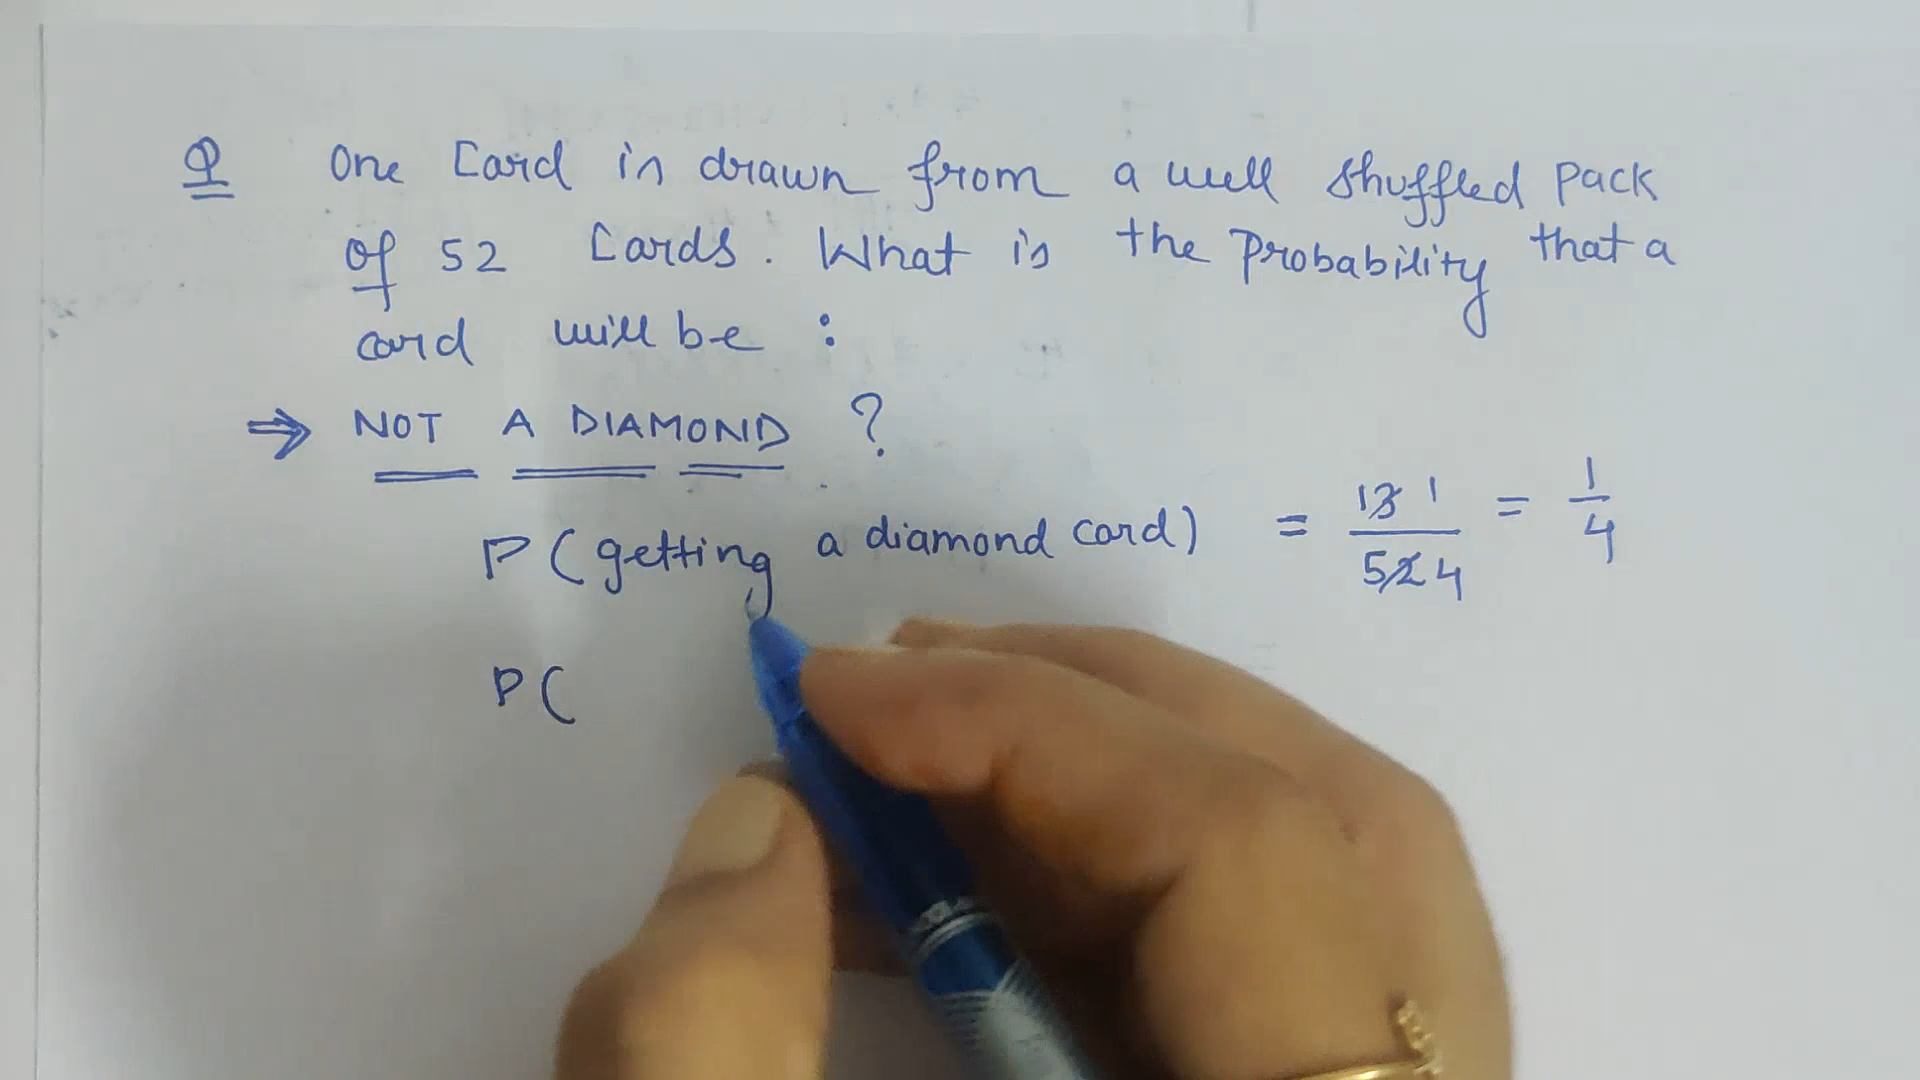 Q One Card is drawn from a well shuffled pack
of 52 Cards. What is the probability that a
card will be :
⇒ NOT A DIAMOND ?
P(getting a diamond card) = 13 1 / 52 4 = 1/4
P(